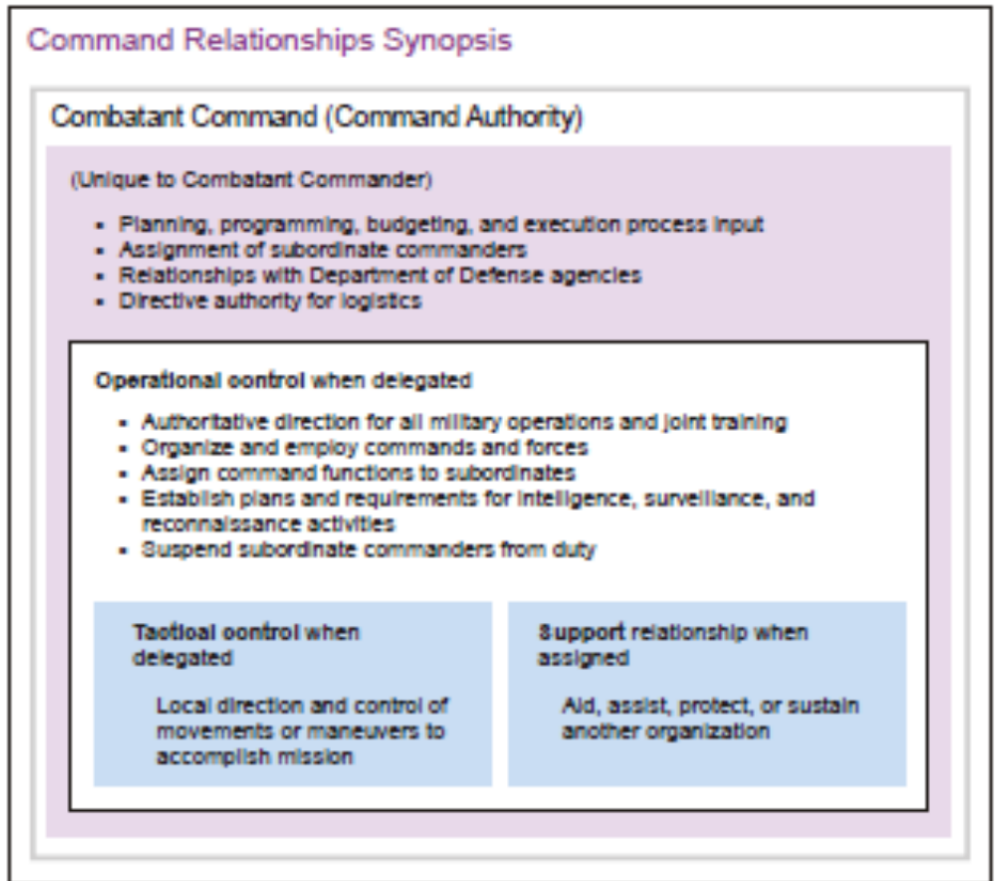 Command Relationships Synopsis
Combatant Command (Command Authority)
(Unique to Combatant Commander)
▪ Planning, programming, budgeting, and execution process input
▪ Assignment of subordinate commanders
▪ Relationships with Department of Defense agencies
▪ Directive authority for logistics
Operational control when delegated
▪ Authoritative direction for all military operations and joint training
▪ Organize and employ commands and forces
▪ Assign command functions to subordinates
▪ Establish plans and requirements for intelligence, surveillance, and
reconnaissance activities
▪ Suspend subordinate commanders from duty
Tactical control when
delegated
Local direction and control of
movements or maneuvers to
accomplish mission
Support relationship when
assigned
Aid, assist, protect, or sustain
another organization